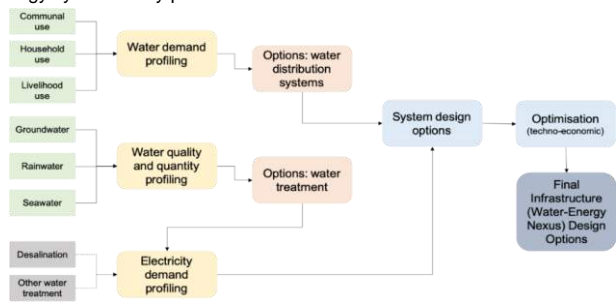 Communal
use
Household
use
Livelihood
use
Water demand
profiling
Options: water
distribution
systems
Groundwater
Rainwater
Seawater
Water quality
and quantity
profiling
Options: water
treatment
System design
options
Optimisation
(techno-economic)
Final
Infrastructure
(Water-Energy
Nexus) Design
Options
Desalination
Other water
treatment
Electricity
demand
profiling